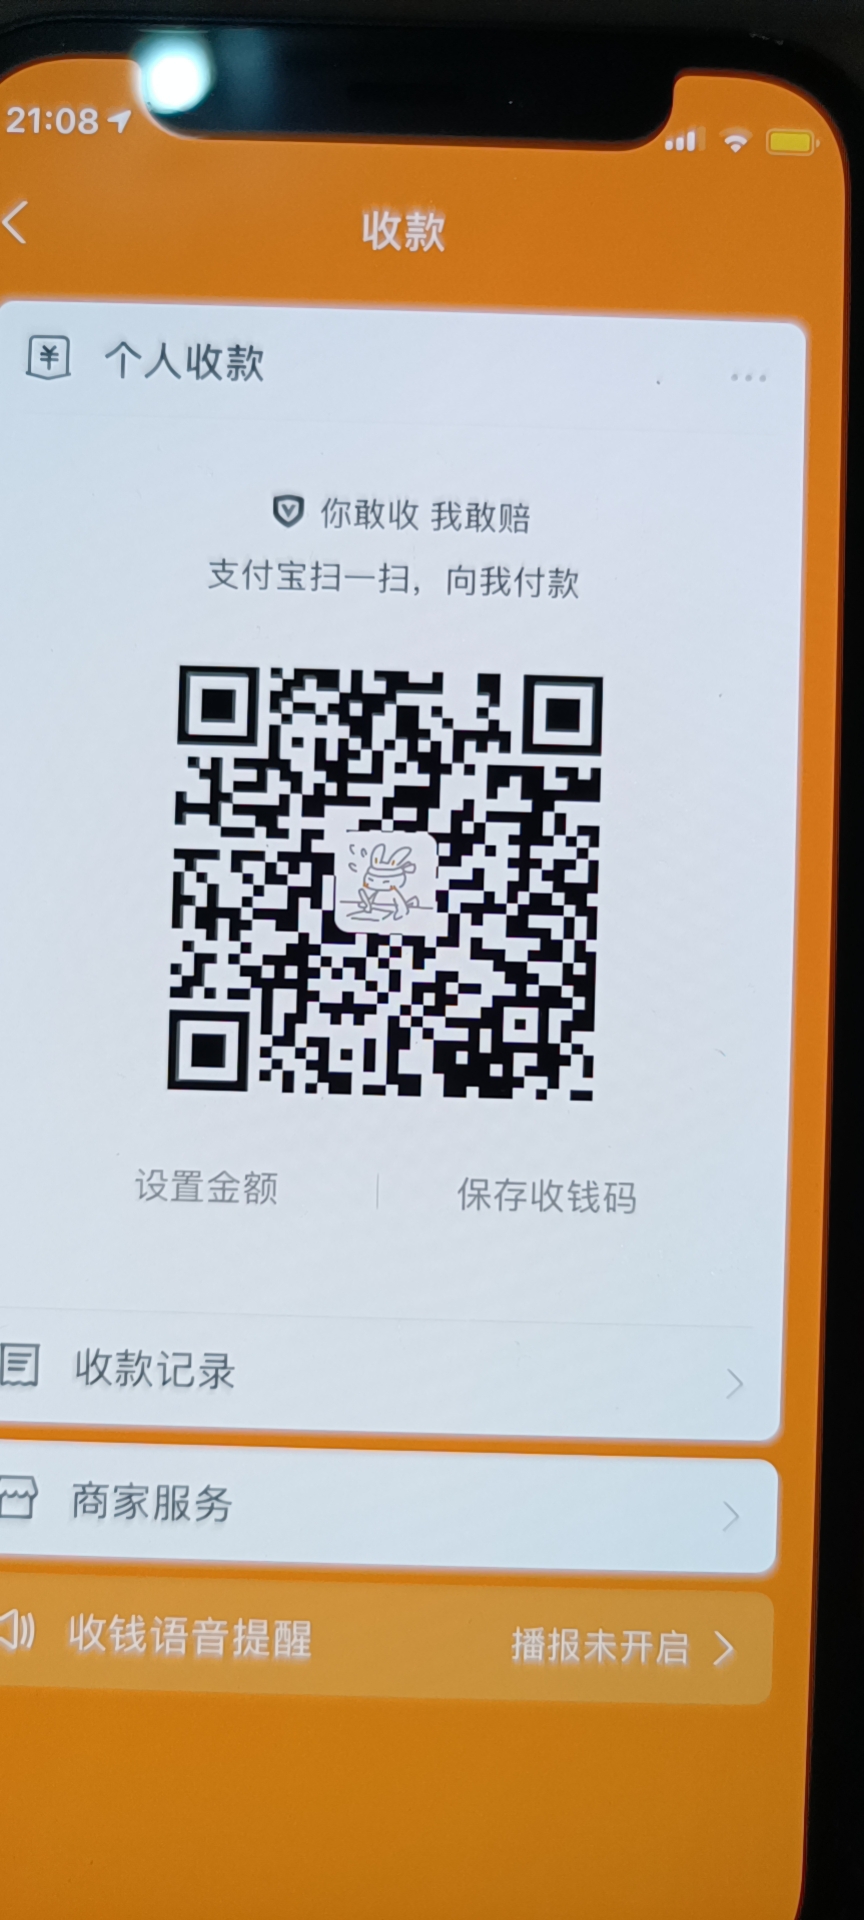 21:08
收款
个人收款
你敢收 我敢赔
支付宝扫一扫，向我付款
设置金额
保存收钱码
收款记录
商家服务
收钱语音提醒
播报未开启